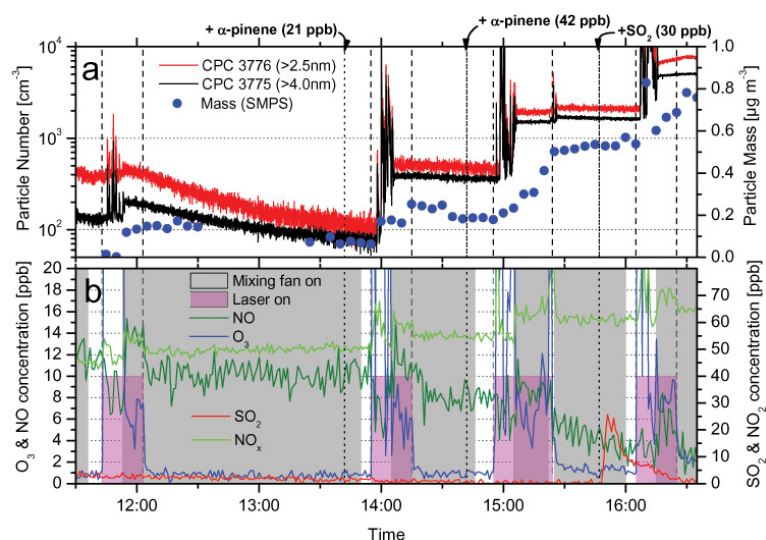 + α-pinene (21 ppb)
+ α-pinene (42 ppb)
+SO2 (30 ppb)
a
CPC 3776 (>2.5nm)
CPC 3775 (>4.0nm)
Mass (SMPS)
Particle Number [cm-3]
10^4
10^3
10^2
Particle Mass [µg m-3]
1.0
0.8
0.6
0.4
0.2
0.0
b
Mixing fan on
Laser on
NO
O3
SO2
NOx
O3 & NO concentration [ppb]
20
18
16
14
12
10
8
6
4
2
0
SO2 & NO2 concentration [ppb]
70
60
50
40
30
20
10
0
12:00
13:00
14:00
15:00
16:00
Time